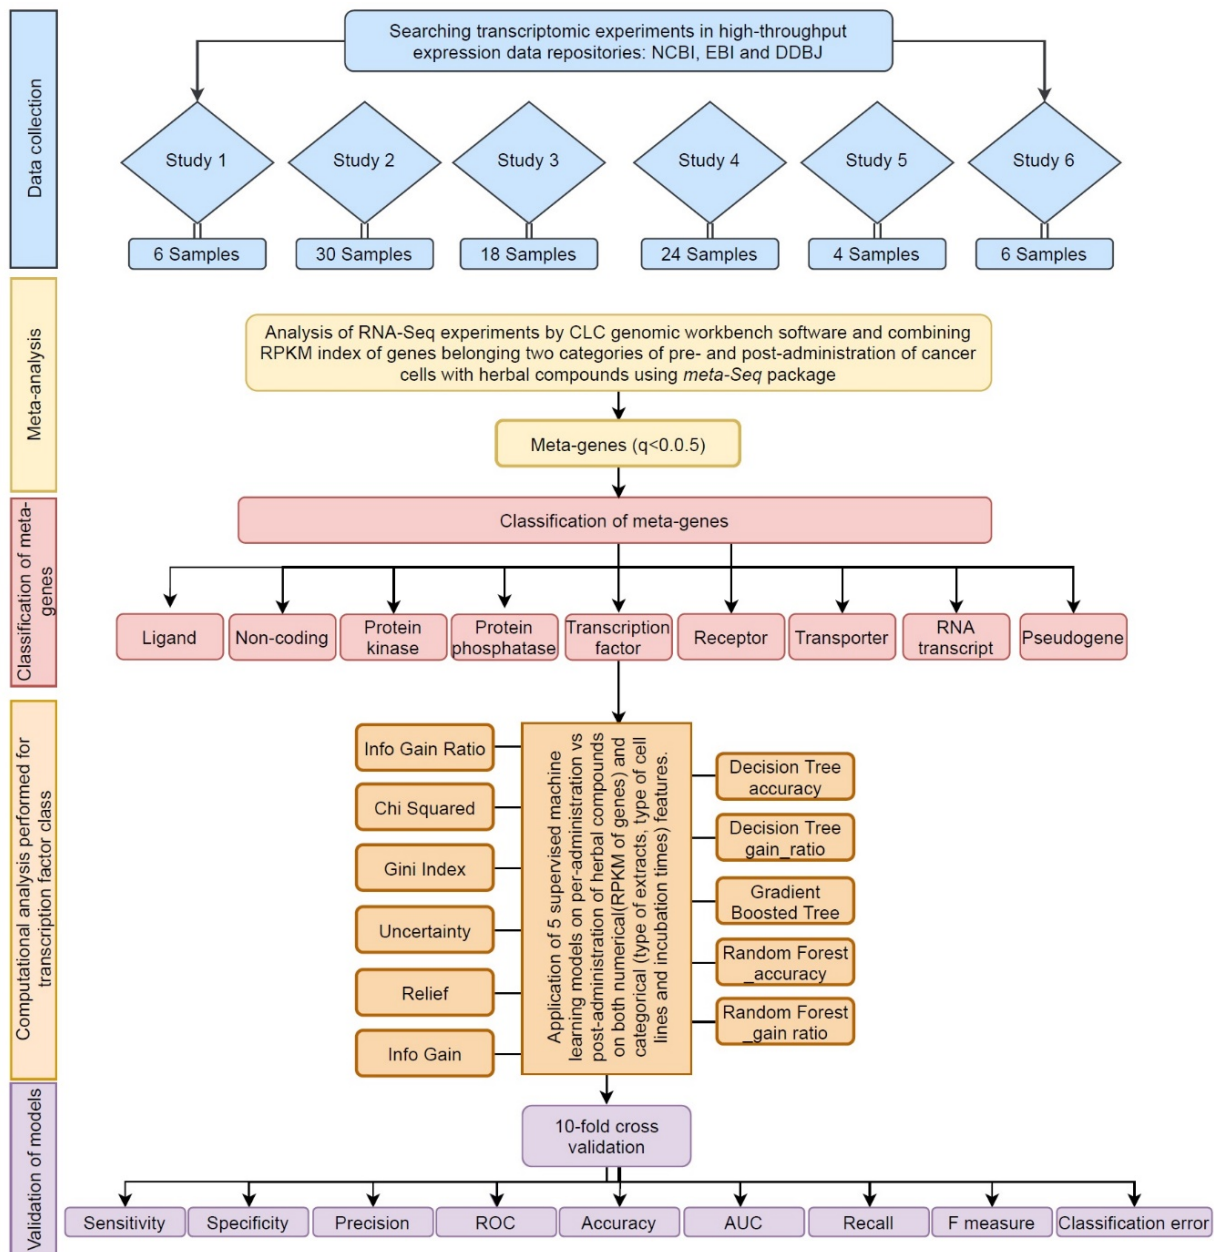 Data collection
Searching transcriptomic experiments in high-throughput
expression data repositories: NCBI, EBI and DDBJ
Study 1
Study 2
Study 3
Study 4
Study 5
Study 6
6 Samples
30 Samples
18 Samples
24 Samples
4 Samples
6 Samples
Meta-analysis
Analysis of RNA-Seq experiments by CLC genomic workbench software and combining
RPKM index of genes belonging two categories of pre- and post-administration of cancer
cells with herbal compounds using meta-Seq package
Meta-genes (q<0.0.5)
Classification of meta-
genes
Classification of meta-genes
Ligand
Non-coding
Protein
kinase
Protein
phosphatase
Transcription
factor
Receptor
Transporter
RNA
transcript
Pseudogene
Computational analysis performed for
transcription factor class
Info Gain Ratio
Chi Squared
Gini Index
Uncertainty
Relief
Info Gain
Application of 5 supervised machine
learning models on per-administration vs
post-administration of herbal compounds
on both numerical(RPKM of genes) and
categorical (type of extracts, type of cell
lines and incubation times) features.
Decision Tree
accuracy
Decision Tree
gain_ratio
Gradient
Boosted Tree
Random Forest
_accuracy
Random Forest
_gain ratio
Validation of models
10-fold cross
validation
Sensitivity
Specificity
Precision
ROC
Accuracy
AUC
Recall
F measure
Classification error